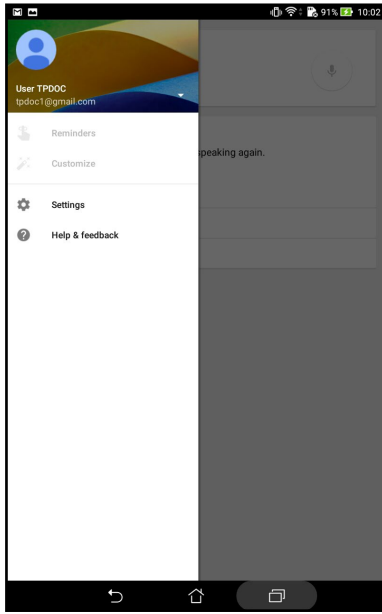 91% 10:02
User TPDOC
tpdoc1@gmail.com
Reminders
speaking again.
Customize
Settings
Help & feedback